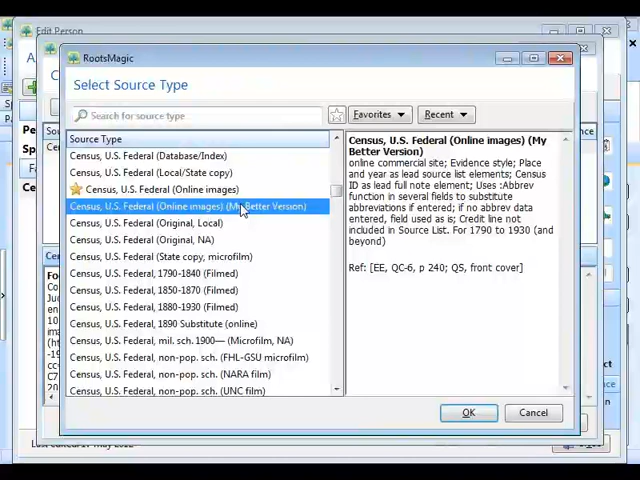 Edit Person
RootsMagic
Select Source Type
Search for source type
Favorites
Recent
Source Type
Census, U.S. Federal (Database/Index)
Census, U.S. Federal (Local/State copy)
Census, U.S. Federal (Online images)
Census, U.S. Federal (Online images) (My Better Version)
Census, U.S. Federal (Original, Local)
Census, U.S. Federal (Original, NA)
Census, U.S. Federal (State copy, microfilm)
Census, U.S. Federal, 1790-1840 (Filmed)
Census, U.S. Federal, 1850-1870 (Filmed)
Census, U.S. Federal, 1880-1930 (Filmed)
Census, U.S. Federal, 1890 Substitute (online)
Census, U.S. Federal, mil. sch. 1900— (Microfilm, NA)
Census, U.S. Federal, non-pop. sch. (FHL-GSU microfilm)
Census, U.S. Federal, non-pop. sch. (NARA film)
Census, U.S. Federal, non-pop. sch. (UNC film)
Census, U.S. Federal (Online images) (My
Better Version)
online commercial site; Evidence style; Place
and year as lead source list elements; Census
ID as lead full note element; Uses :Abbrev
function in several fields to substitute
abbreviations if entered; if no abbrev data
entered, field used as is; Credit line not
included in Source List. For 1790 to 1930 (and
beyond)
Ref: [EE, QC-6, p 240; QS, front cover]
OK
Cancel